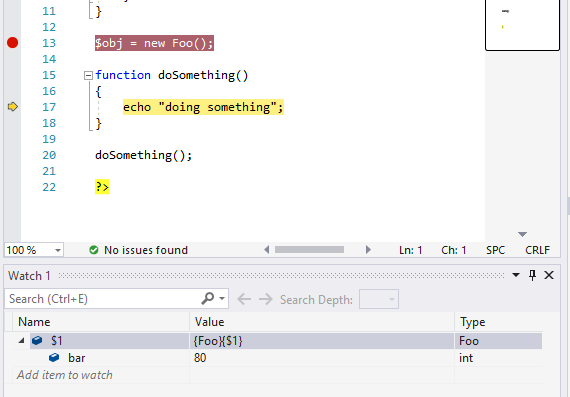 11 }
12
13 $obj = new Foo();
14
15 function doSomething()
16 {
17 echo "doing something";
18 }
19
20 doSomething();
21
22 ?>
100 % No issues found Ln: 1 Ch: 1 SPC CRLF
Watch 1
Search (Ctrl+E) Search Depth:
Name Value Type
$1 {Foo}{$1} Foo
bar 80 int
Add item to watch